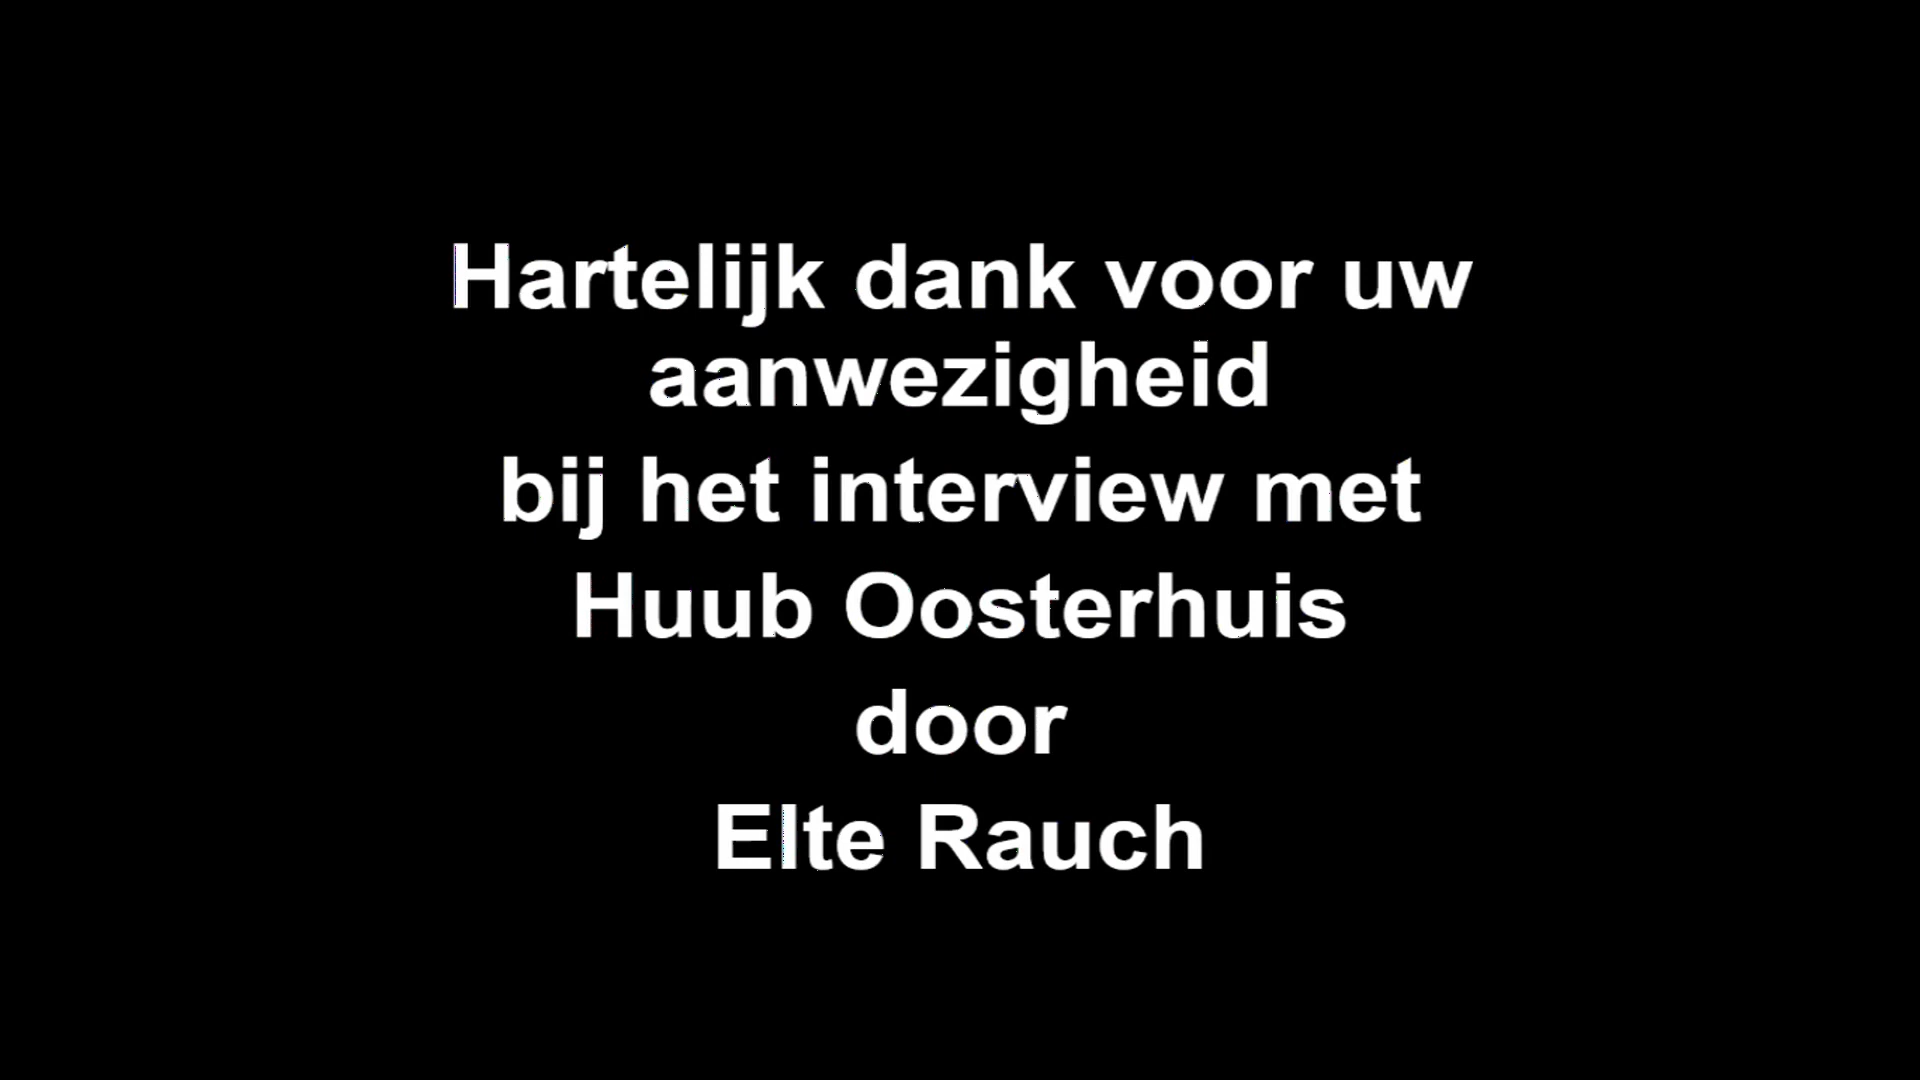 Hartelijk dank voor uw
aanwezigheid
bij het interview met
Huub Oosterhuis
door
Elte Rauch